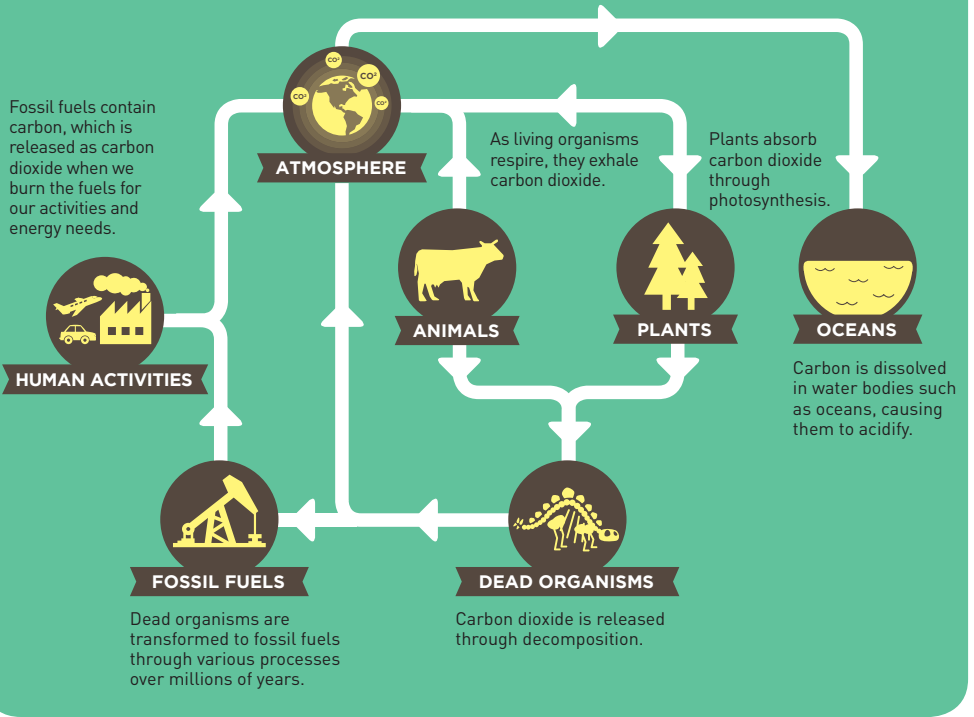 CO²
CO²
CO²
CO²
ATMOSPHERE
Fossil fuels contain
carbon, which is
released as carbon
dioxide when we
burn the fuels for
our activities and
energy needs.
As living organisms
respire, they exhale
carbon dioxide.
Plants absorb
carbon dioxide
through
photosynthesis.
HUMAN ACTIVITIES
ANIMALS
PLANTS
OCEANS
Carbon is dissolved
in water bodies such
as oceans, causing
them to acidify.
FOSSIL FUELS
Dead organisms are
transformed to fossil fuels
through various processes
over millions of years.
DEAD ORGANISMS
Carbon dioxide is released
through decomposition.